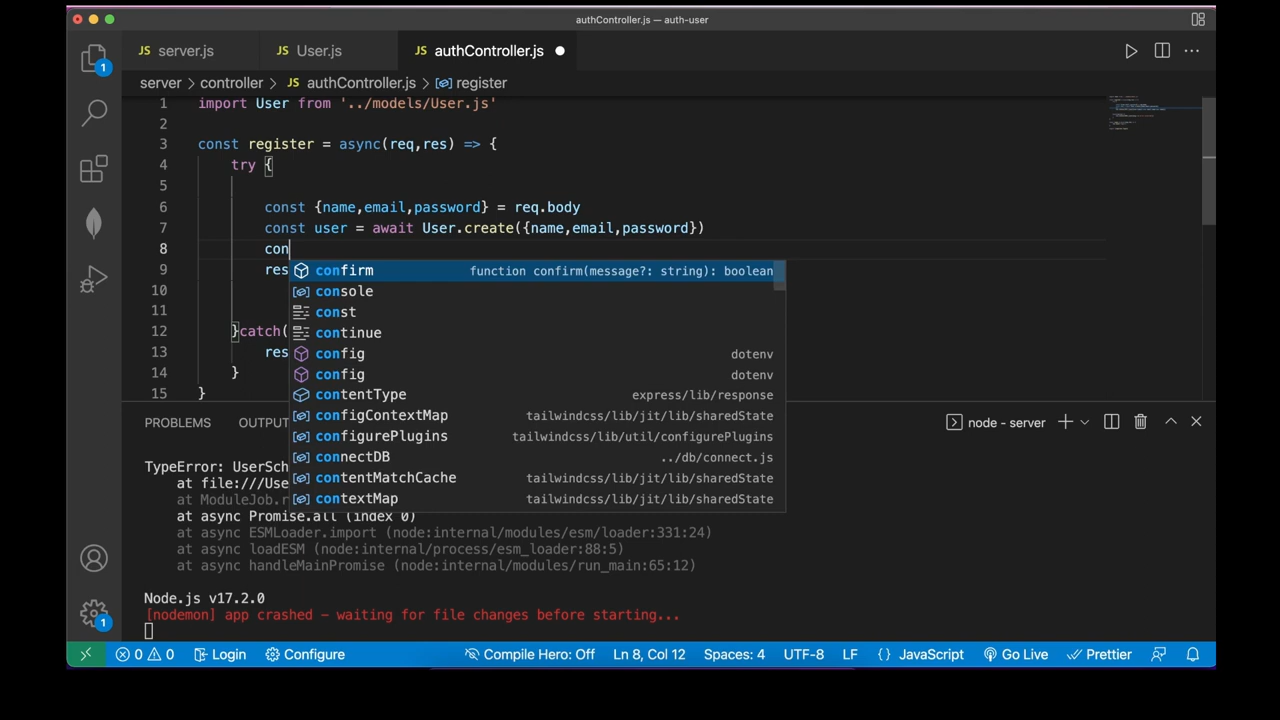 authController.js — auth-user
JS server.js JS User.js JS authController.js
server > controller > JS authController.js > register
1 import User from '../models/User.js'
2
3 const register = async(req,res) => {
4 try {
5
6 const {name,email,password} = req.body
7 const user = await User.create({name,email,password})
8 con
9 res
10
11
12 }catch(
13 res
14 }
15 }
confirm function confirm(message?: string): boolean
console
const
continue
config dotenv
config dotenv
contentType express/lib/response
configContextMap tailwindcss/lib/jit/lib/sharedState
configurePlugins tailwindcss/lib/util/configurePlugins
connectDB ../db/connect.js
contentMatchCache tailwindcss/lib/jit/lib/sharedState
contextMap tailwindcss/lib/jit/lib/sharedState
PROBLEMS OUTPU node - server
TypeError: UserSch
at file:///Use
at ModuleJob.r
at async Promise.all (index 0)
at async ESMLoader.import (node:internal/modules/esm/loader:331:24)
at async loadESM (node:internal/process/esm_loader:88:5)
at async handleMainPromise (node:internal/modules/run_main:65:12)
Node.js v17.2.0
[nodemon] app crashed - waiting for file changes before starting...
1
1
0 0 Login Configure Compile Hero: Off Ln 8, Col 12 Spaces: 4 UTF-8 LF {} JavaScript Go Live Prettier